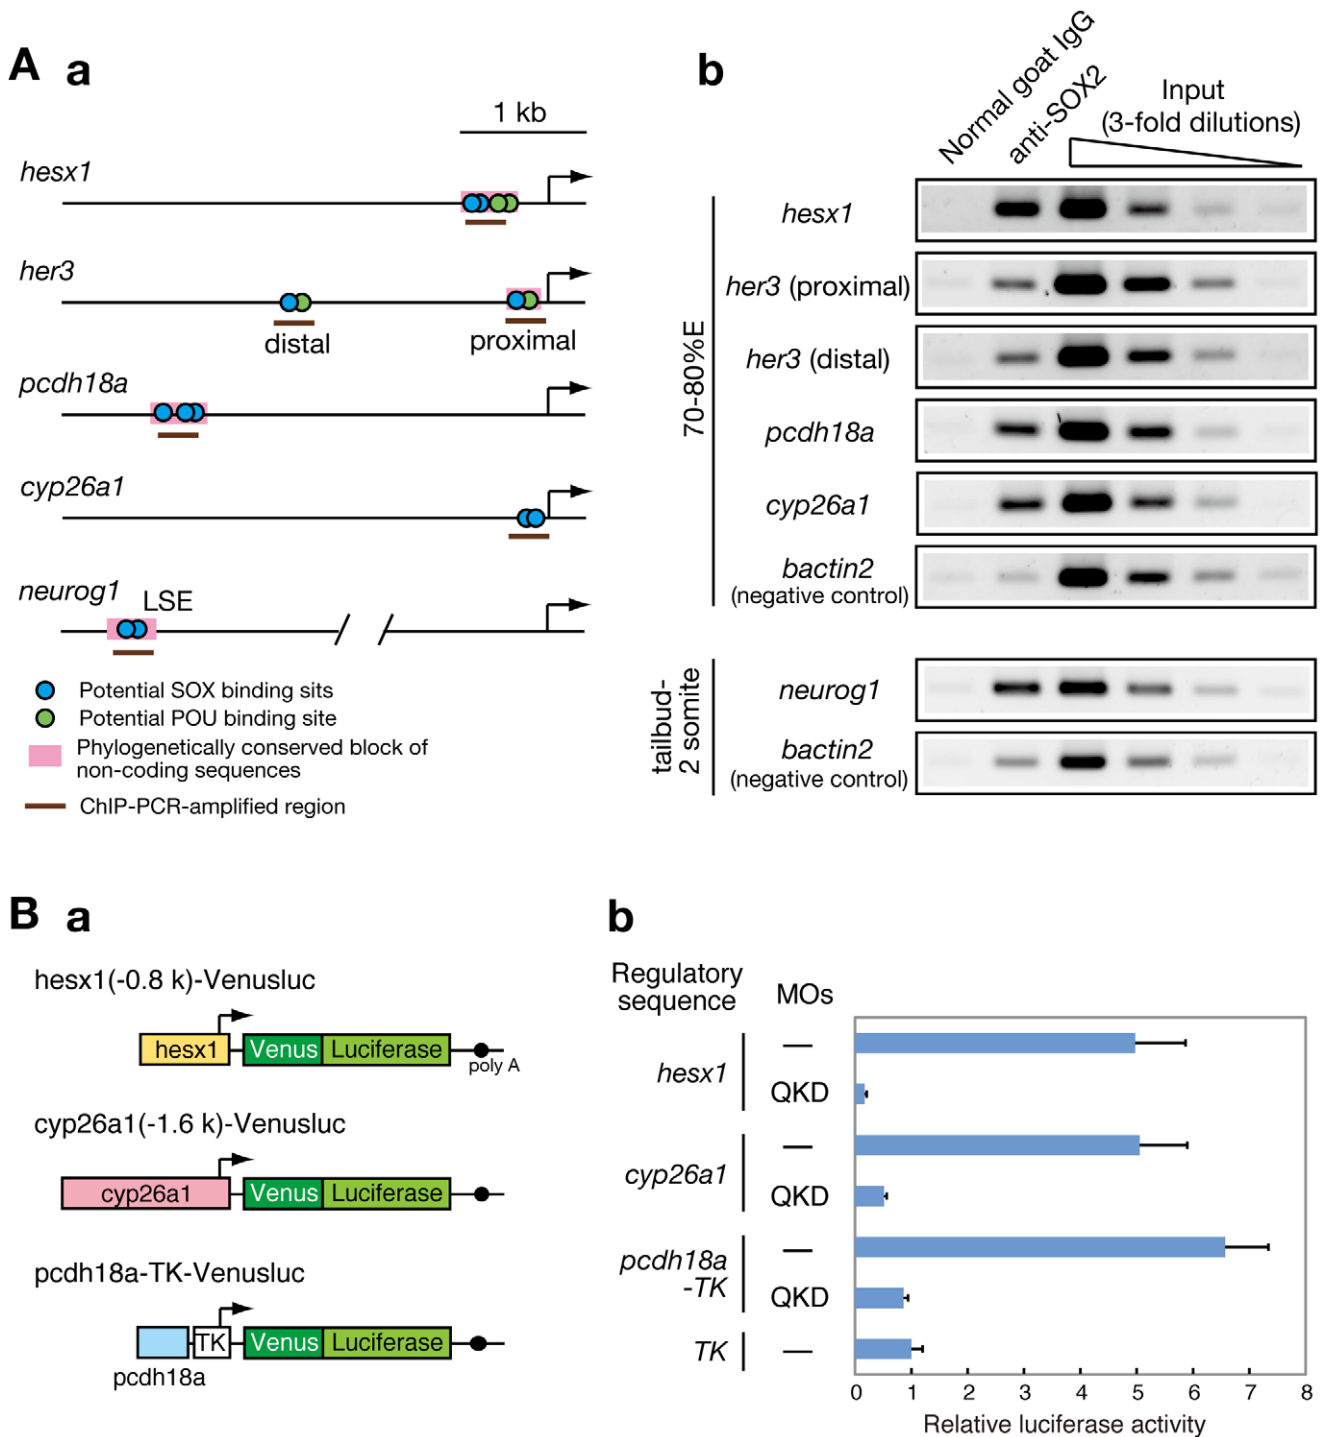 A a
1 kb
hesx1
her3
distal
proximal
pcdh18a
cyp26a1
neurog1
LSE
Potential SOX binding sits
Potential POU binding site
Phylogenetically conserved block of
non-coding sequences
ChIP-PCR-amplified region
b
Normal goat IgG
anti-SOX2
Input
(3-fold dilutions)
70-80%E
hesx1
her3 (proximal)
her3 (distal)
pcdh18a
cyp26a1
bactin2
(negative control)
tailbud-
2 somite
neurog1
bactin2
(negative control)
B a
hesx1(-0.8 k)-Venusluc
hesx1 Venus Luciferase
poly A
cyp26a1(-1.6 k)-Venusluc
cyp26a1 Venus Luciferase
pcdh18a-TK-Venusluc
TK Venus Luciferase
pcdh18a
b
Regulatory
sequence
MOs
hesx1
—
QKD
cyp26a1
—
QKD
pcdh18a
-TK
—
QKD
TK —
0 1 2 3 4 5 6 7 8
Relative luciferase activity